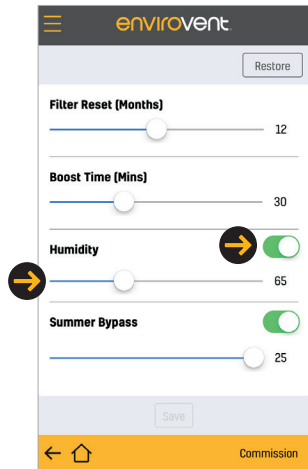 envirovent
Restore
Filter Reset (Months)
12
Boost Time (Mins)
30
Humidity
65
Summer Bypass
25
Save
Commission